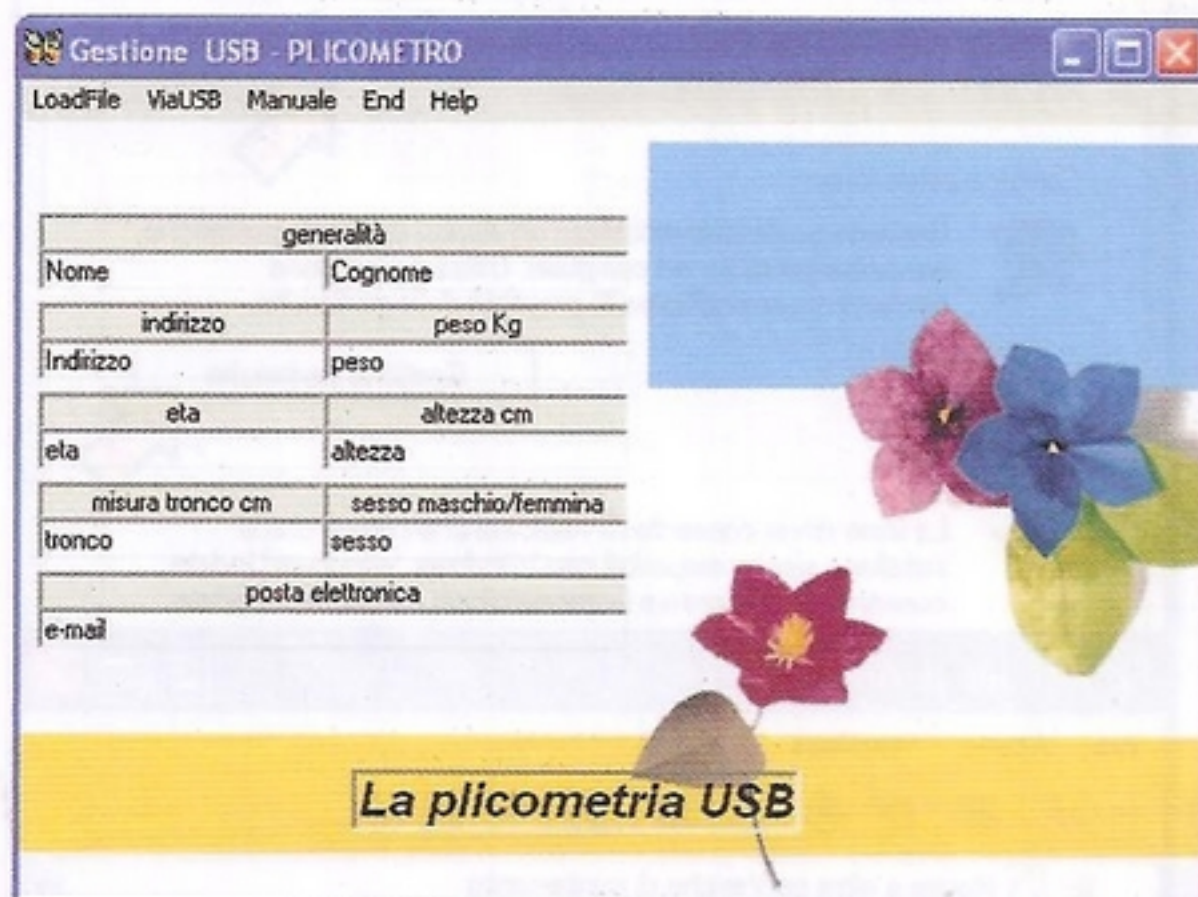 Gestione USB - PLICOMETRO
LoadFile ViaUSB Manuale End Help
generalità
Nome Cognome
indirizzo peso Kg
Indirizzo peso
eta altezza cm
eta altezza
misura tronco cm sesso maschio/femmina
tronco sesso
posta elettronica
e-mail
La plicometria USB